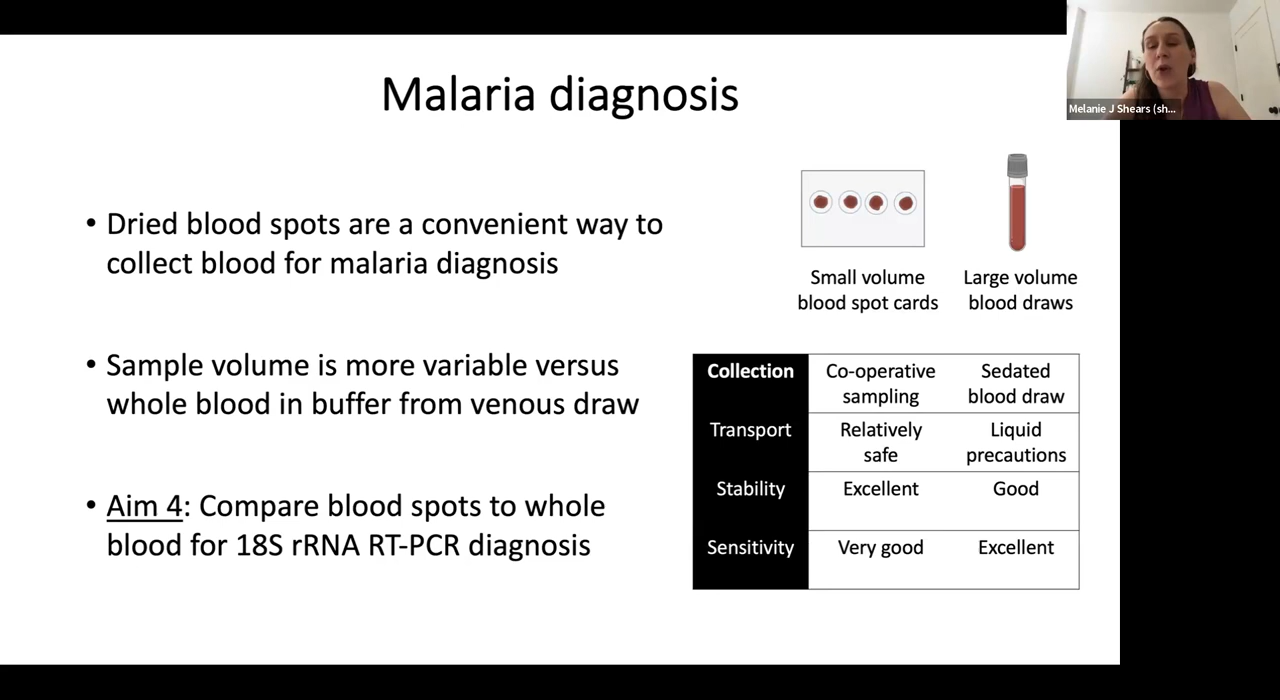 Malaria diagnosis
Melanie J Shears (sh...
• Dried blood spots are a convenient way to
collect blood for malaria diagnosis
• Sample volume is more variable versus
whole blood in buffer from venous draw
• Aim 4: Compare blood spots to whole
blood for 18S rRNA RT-PCR diagnosis
Small volume
blood spot cards
Large volume
blood draws
Collection
Co-operative
sampling
Sedated
blood draw
Transport
Relatively
safe
Liquid
precautions
Stability
Excellent
Good
Sensitivity
Very good
Excellent